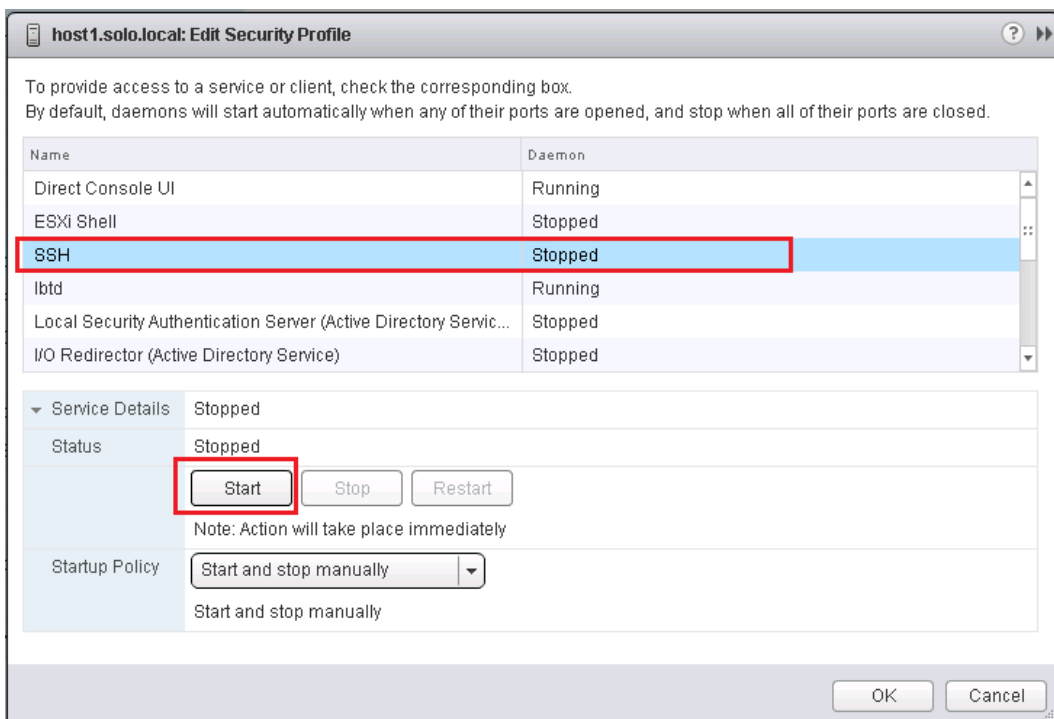 host1.solo.local: Edit Security Profile
To provide access to a service or client, check the corresponding box.
By default, daemons will start automatically when any of their ports are opened, and stop when all of their ports are closed.
Name Daemon
Direct Console UI Running
ESXi Shell Stopped
SSH Stopped
lbtd Running
Local Security Authentication Server (Active Directory Servic... Stopped
I/O Redirector (Active Directory Service) Stopped
Service Details Stopped
Status Stopped
Start Stop Restart
Note: Action will take place immediately
Startup Policy Start and stop manually
Start and stop manually
OK Cancel